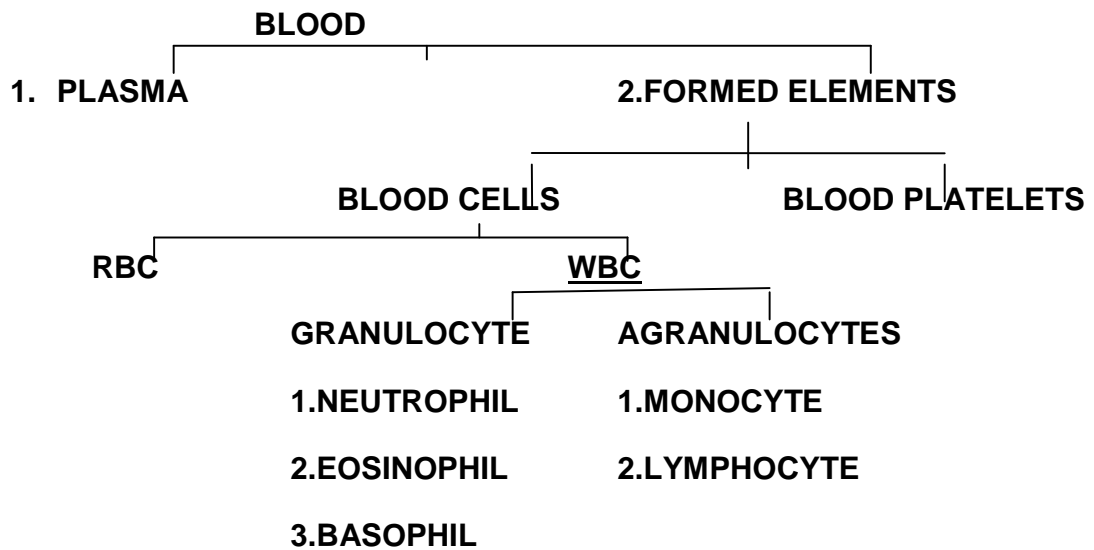 BLOOD
1. PLASMA 2.FORMED ELEMENTS
BLOOD CELLS BLOOD PLATELETS
RBC WBC
GRANULOCYTE AGRANULOCYTES
1.NEUTROPHIL 1.MONOCYTE
2.EOSINOPHIL 2.LYMPHOCYTE
3.BASOPHIL